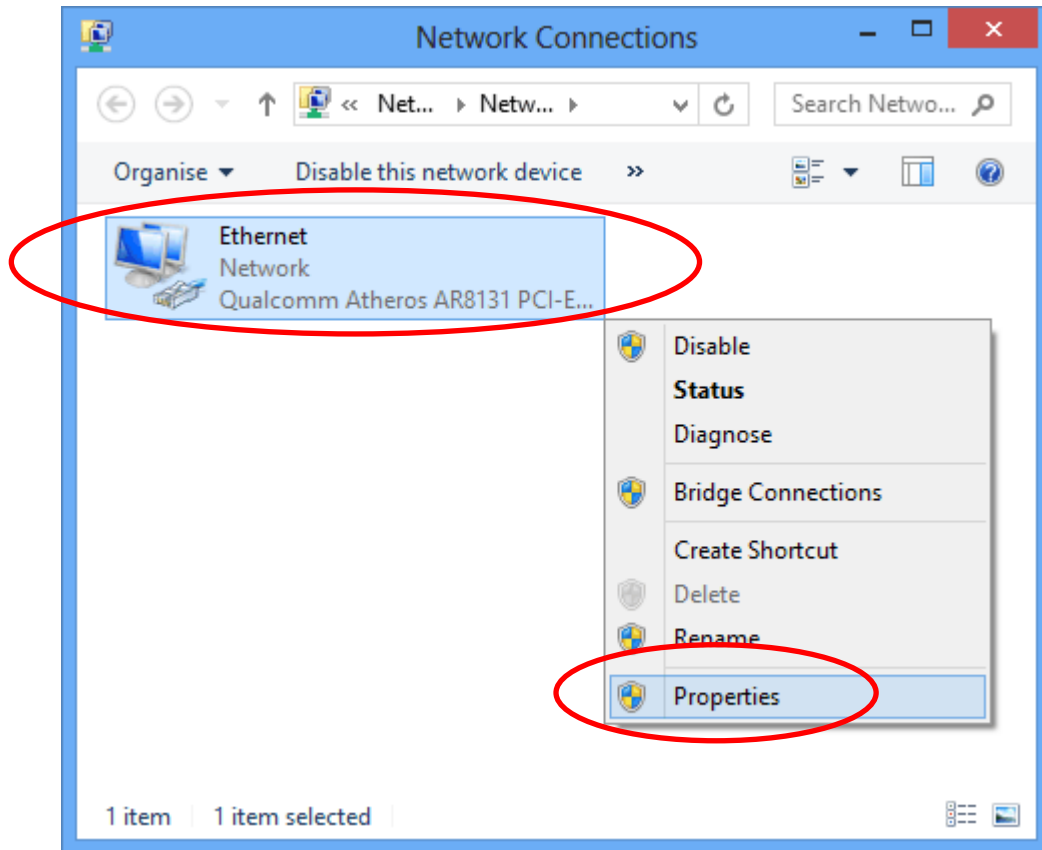 Network Connections
« Net... Netw... Search Netwo...
Organise Disable this network device »
Ethernet
Network
Qualcomm Atheros AR8131 PCI-E...
Disable
Status
Diagnose
Bridge Connections
Create Shortcut
Delete
Rename
Properties
1 item 1 item selected